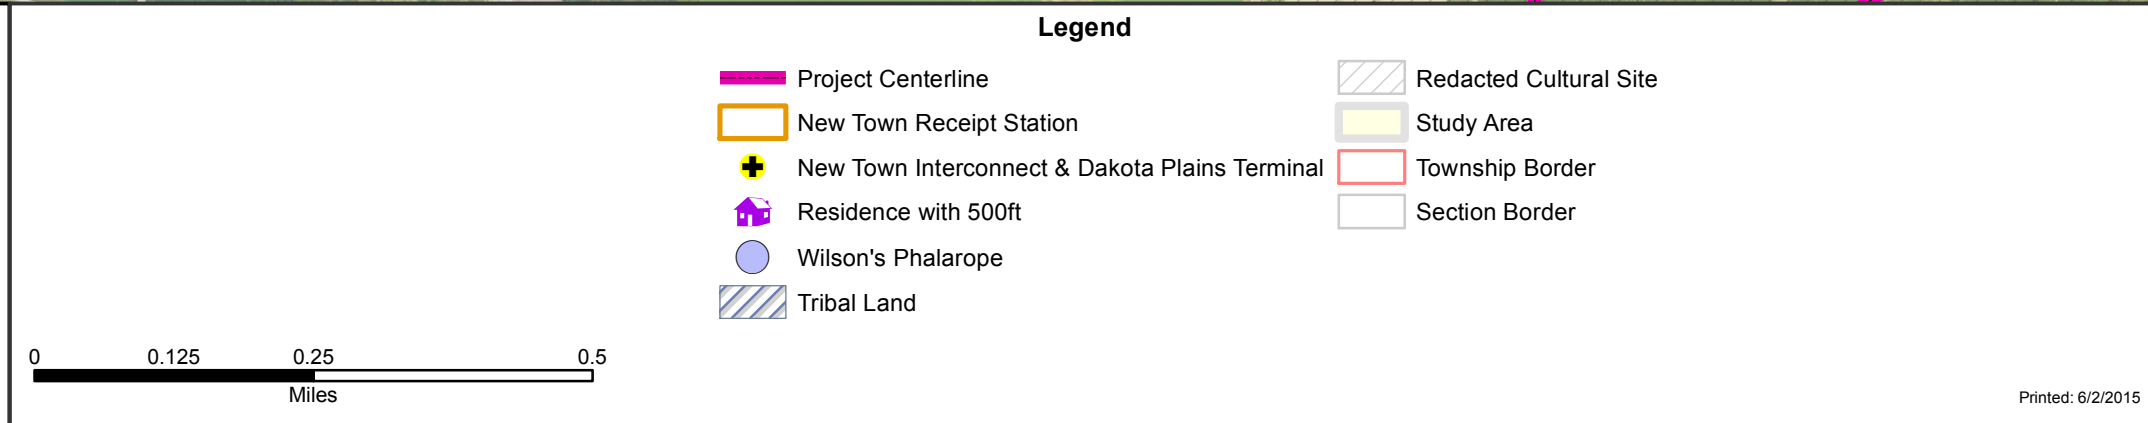 Legend
Project Centerline
New Town Receipt Station
New Town Interconnect & Dakota Plains Terminal
Residence with 500ft
Wilson's Phalarope
Tribal Land
Redacted Cultural Site
Study Area
Township Border
Section Border
0 0.125 0.25 0.5
Miles
Printed: 6/2/2015